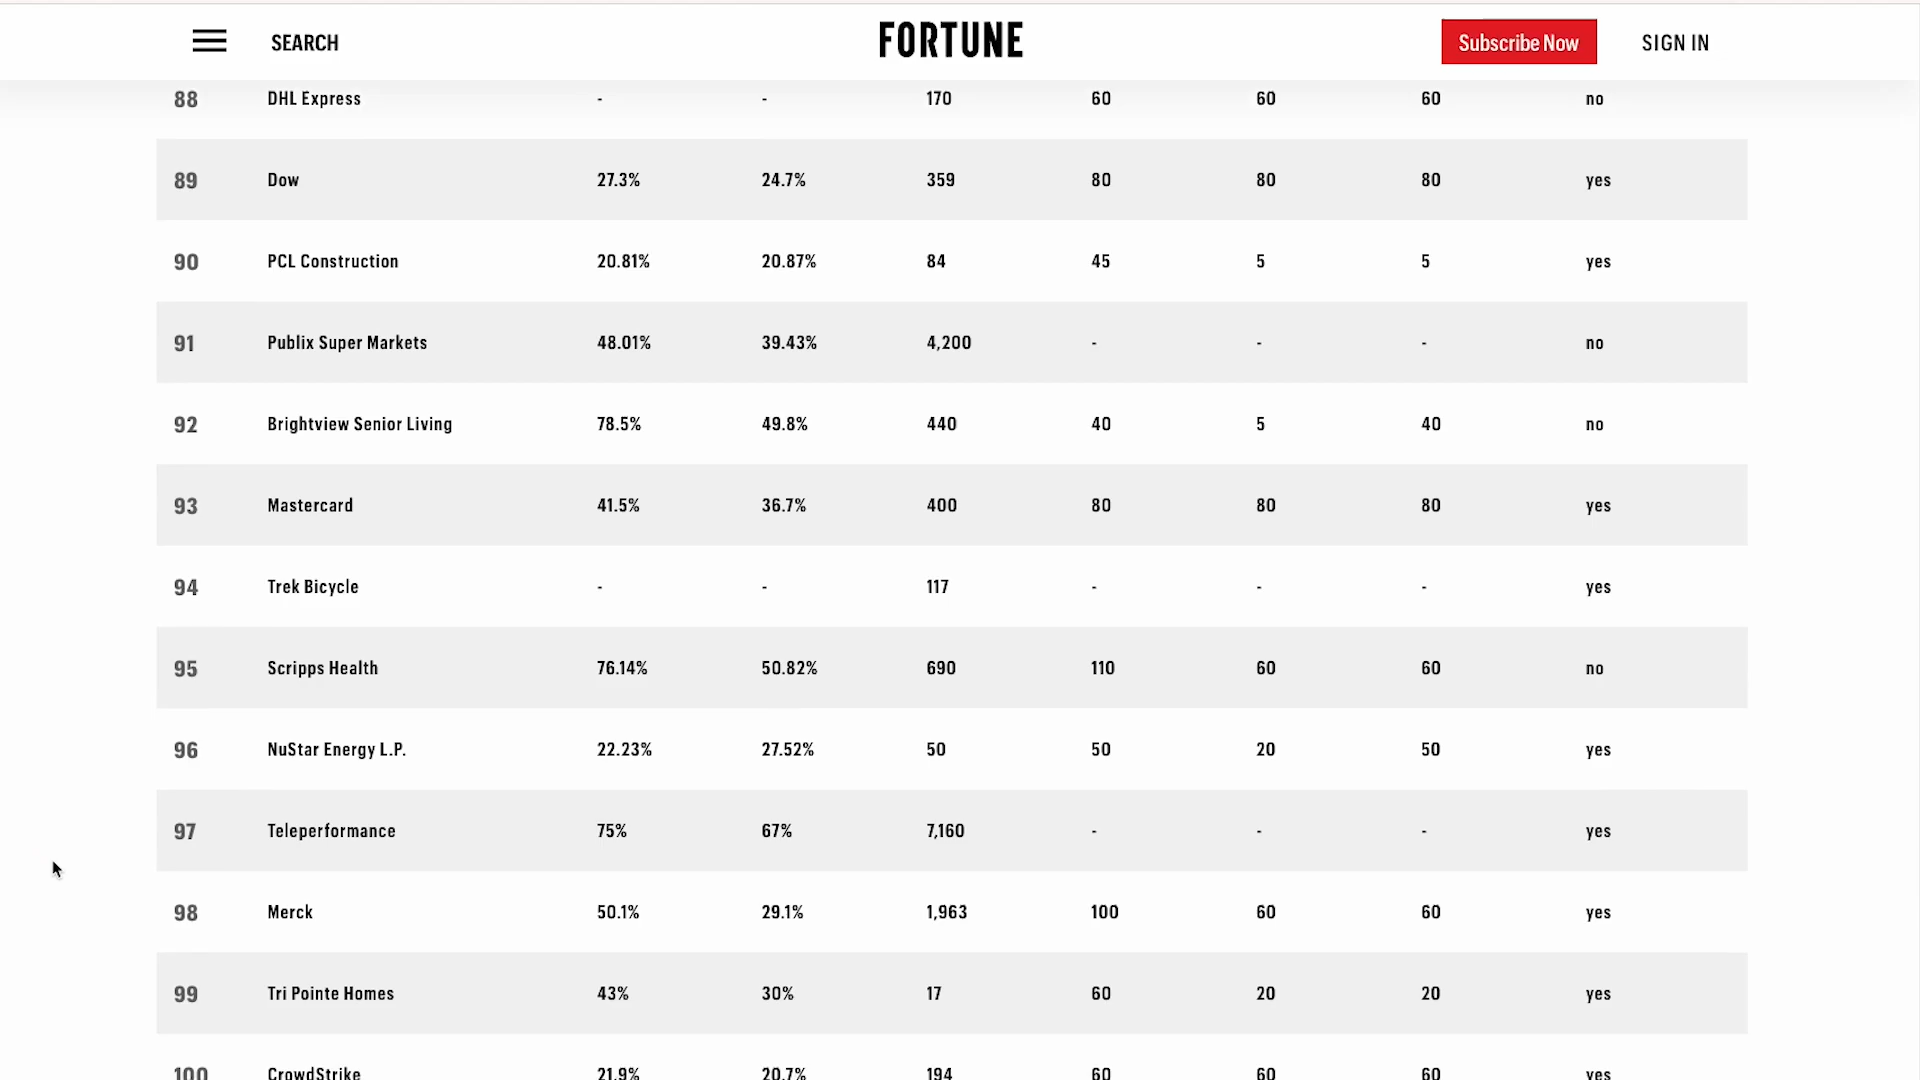 SEARCH FORTUNE Subscribe Now SIGN IN
88 DHL Express - - 170 60 60 60 no
89 Dow 27.3% 24.7% 359 80 80 80 yes
90 PCL Construction 20.81% 20.87% 84 45 5 5 yes
91 Publix Super Markets 48.01% 39.43% 4,200 - - - no
92 Brightview Senior Living 78.5% 49.8% 440 40 5 40 no
93 Mastercard 41.5% 36.7% 400 80 80 80 yes
94 Trek Bicycle - - 117 - - - yes
95 Scripps Health 76.14% 50.82% 690 110 60 60 no
96 NuStar Energy L.P. 22.23% 27.52% 50 50 20 50 yes
97 Teleperformance 75% 67% 7,160 - - - yes
98 Merck 50.1% 29.1% 1,963 100 60 60 yes
99 Tri Pointe Homes 43% 30% 17 60 20 20 yes
100 CrowdStrike 21.9% 20.7% 194 60 60 60 yes